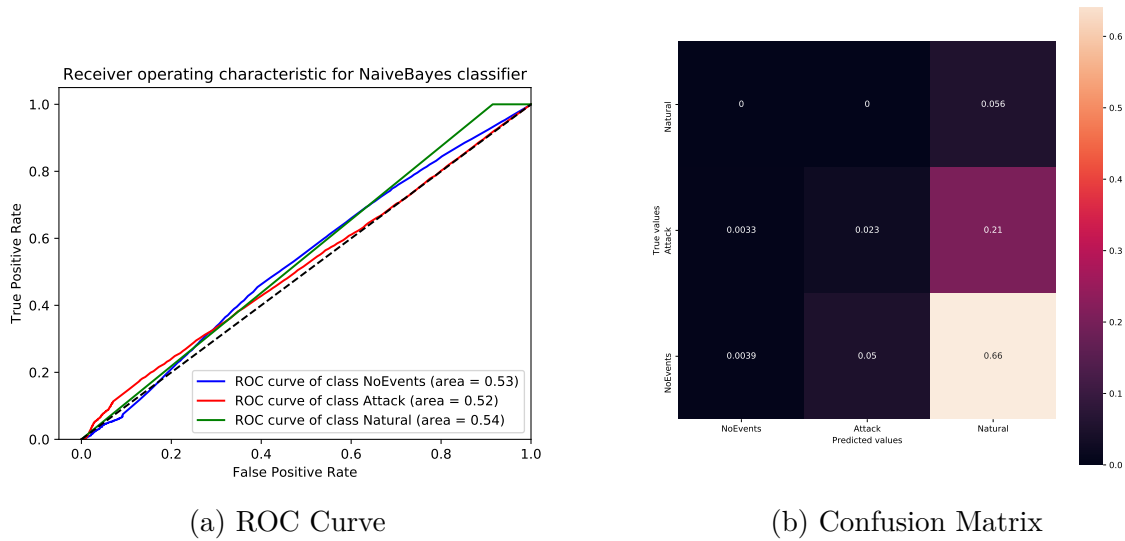 Receiver operating characteristic for NaiveBayes classifier
True Positive Rate
1.0
0.8
0.6
0.4
0.2
0.0
ROC curve of class NoEvents (area = 0.53)
ROC curve of class Attack (area = 0.52)
ROC curve of class Natural (area = 0.54)
0.0 0.2 0.4 0.6 0.8 1.0
False Positive Rate
(a) ROC Curve
True values
Natural
Attack
NoEvents
0 0 0.056
0.0033 0.023 0.21
0.0039 0.05 0.66
NoEvents Attack Natural
Predicted values
0.6
0.5
0.4
0.3
0.2
0.1
0.0
(b) Confusion Matrix